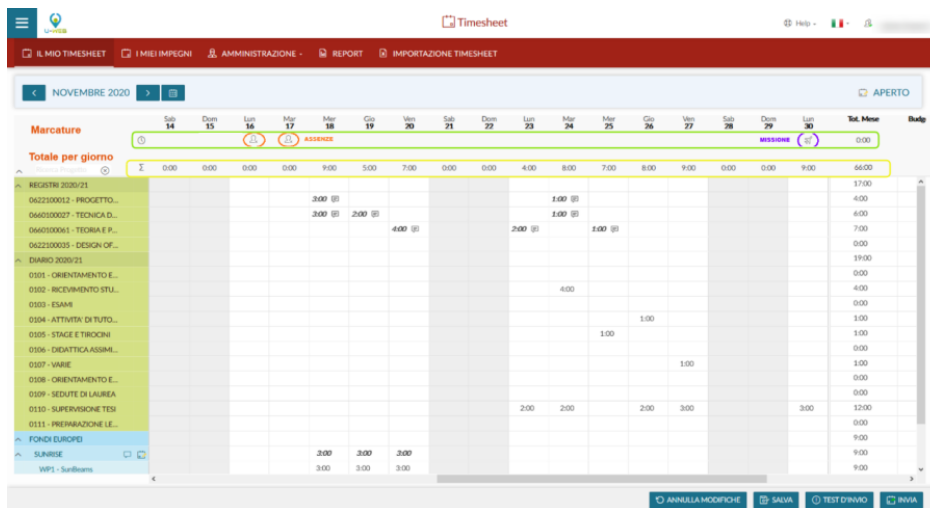 U-WEB
Timesheet
Help
IL MIO TIMESHEET I MIEI IMPEGNI AMMINISTRAZIONE REPORT IMPORTAZIONE TIMESHEET
NOVEMBRE 2020 APERTO
Sab Dom Lun Mar Mer Gio Ven Sab Dom Lun Mar Mer Gio Ven Sab Dom Lun Tot. Mese Budge
14 15 16 17 18 19 20 21 22 23 24 25 26 27 28 29 30
Marcature
ASSENZE MISSIONE 0:00
Totale per giorno
Σ 0:00 0:00 0:00 0:00 9:00 5:00 7:00 0:00 0:00 4:00 8:00 7:00 8:00 9:00 0:00 0:00 9:00 66:00
REGISTRI 2020/21 17:00
0622100012 - PROGETTO... 3:00 1:00 4:00
0660100027 - TECNICA D... 3:00 2:00 1:00 6:00
0660100061 - TEORIA E P... 4:00 2:00 1:00 7:00
0622100035 - DESIGN OF... 0:00
DIARIO 2020/21 19:00
0101 - ORIENTAMENTO E... 0:00
0102 - RICEVIMENTO STU... 4:00 4:00
0103 - ESAMI 0:00
0104 - ATTIVITA' DI TUTO... 1:00 1:00
0105 - STAGE E TIROCINI 1:00 1:00
0106 - DIDATTICA ASSIMI... 0:00
0107 - VARIE 1:00 1:00
0108 - ORIENTAMENTO E... 0:00
0109 - SEDUTE DI LAUREA 0:00
0110 - SUPERVISIONE TESI 2:00 2:00 2:00 3:00 3:00 12:00
0111 - PREPARAZIONE LE... 0:00
FONDI EUROPEI 9:00
SUNRISE 3:00 3:00 3:00 9:00
WP1 - SunBeams 3:00 3:00 3:00 9:00
ANNULLA MODIFICHE SALVA TEST D'INVIO INVIA